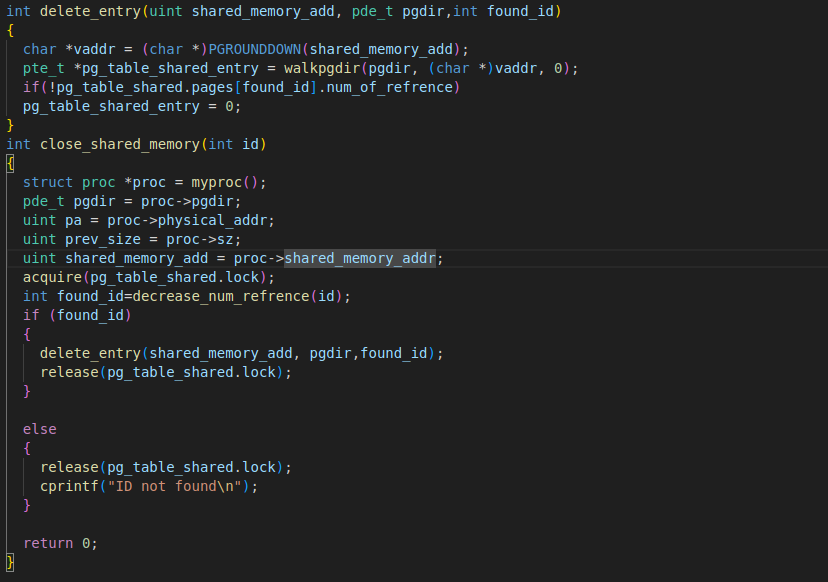 int delete_entry(uint shared_memory_add, pde_t pgdir,int found_id)
{
  char *vaddr = (char *)PGROUNDDOWN(shared_memory_add);
  pte_t *pg_table_shared_entry = walkpgdir(pgdir, (char *)vaddr, 0);
  if(!pg_table_shared.pages[found_id].num_of_refrence)
  pg_table_shared_entry = 0;
}
int close_shared_memory(int id)
{
  struct proc *proc = myproc();
  pde_t pgdir = proc->pgdir;
  uint pa = proc->physical_addr;
  uint prev_size = proc->sz;
  uint shared_memory_add = proc->shared_memory_addr;
  acquire(pg_table_shared.lock);
  int found_id=decrease_num_refrence(id);
  if (found_id)
  {
    delete_entry(shared_memory_add, pgdir,found_id);
    release(pg_table_shared.lock);
  }
  else
  {
    release(pg_table_shared.lock);
    cprintf("ID not found\n");
  }
  return 0;
}